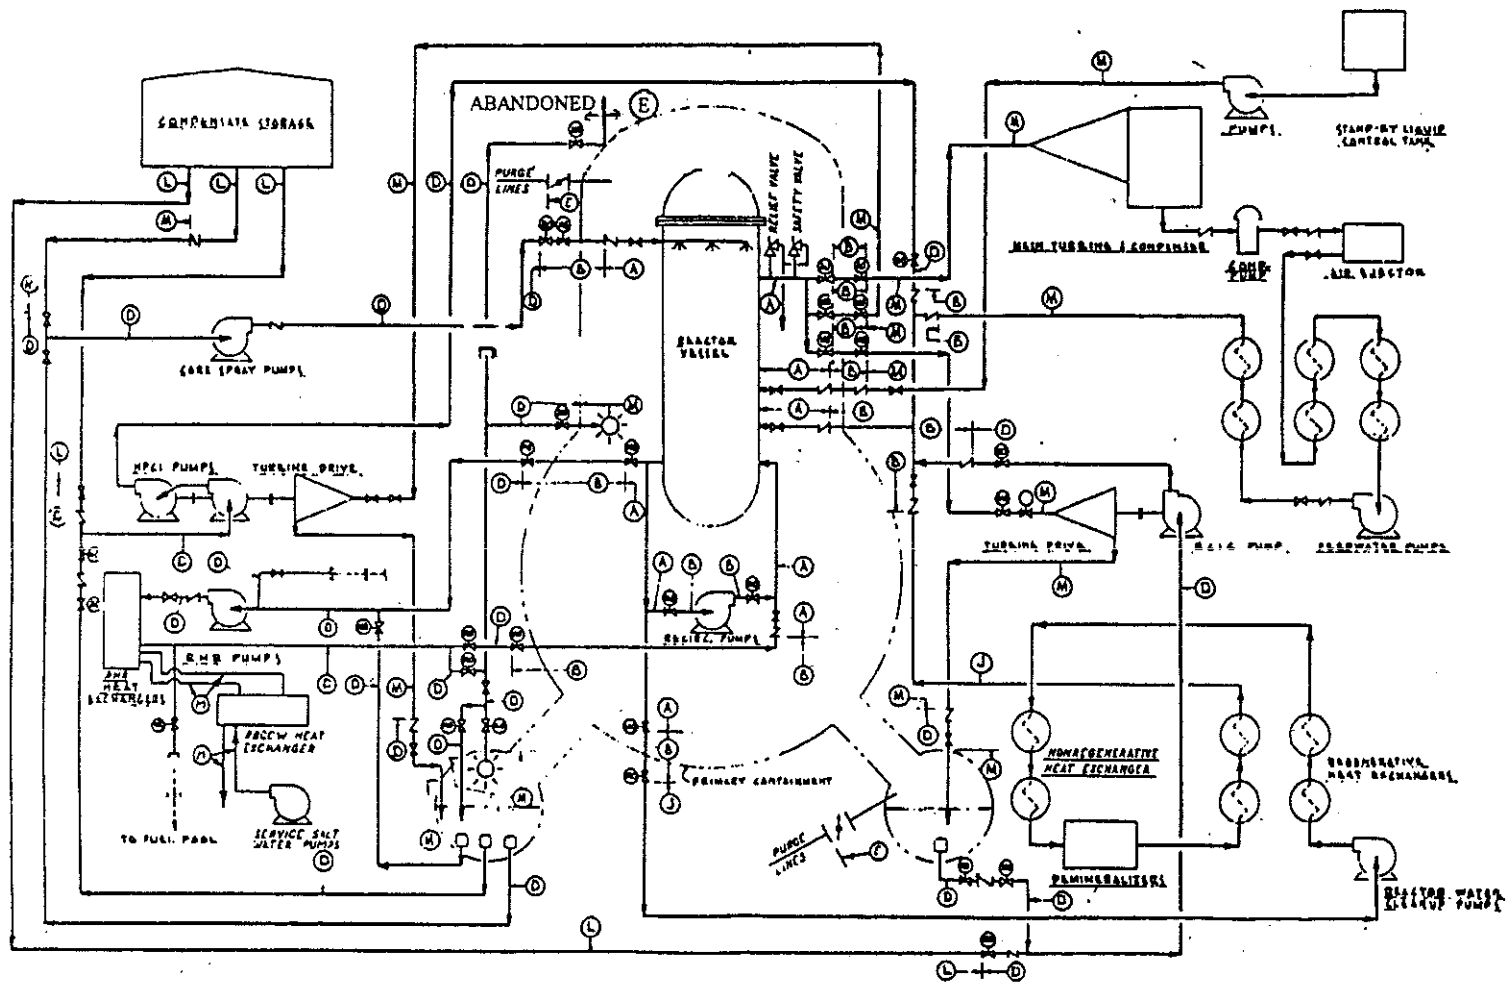 ABANDONED
E
M
PUMPS.
STAND-BY LIQUID
CONTROL TANK
CONDENSATE STORAGE
L
L
L
M
M
D
D
PURGE
LINES
E
RELIEF VALVE
SAFETY VALVE
M
M
MAIN TURBINE & CONDENSER
COND.
PUMP
AIR EJECTOR
D
B
A
D
D
CORE SPRAY PUMPS
REACTOR
VESSEL
A
B
B
B
M
M
M
B
B
A
B
M
A
B
B
D
M
D
HPCI PUMPS
TURBINE DRIVE
L
E
D
B
A
B
M
TURBINE DRIVE
RCIC PUMP
FEEDWATER PUMPS
M
D
C
D
D
D
A
B
B
A
A
B
RECIRC. PUMPS
RHR PUMPS
RHR
HEAT
EXCHANGERS
M
C
D
M
D
D
D
B
RBCCW HEAT
EXCHANGER
M
D
D
M
A
B
J
PRIMARY CONTAINMENT
J
M
D
M
NONREGENERATIVE
HEAT EXCHANGER
REGENERATIVE
HEAT EXCHANGERS
TO FUEL POOL
SERVICE SALT
WATER PUMPS
D
PURGE
LINES
E
DEMINERALIZERS
REACTOR WATER
CLEANUP PUMPS
D
D
D
L
L
D